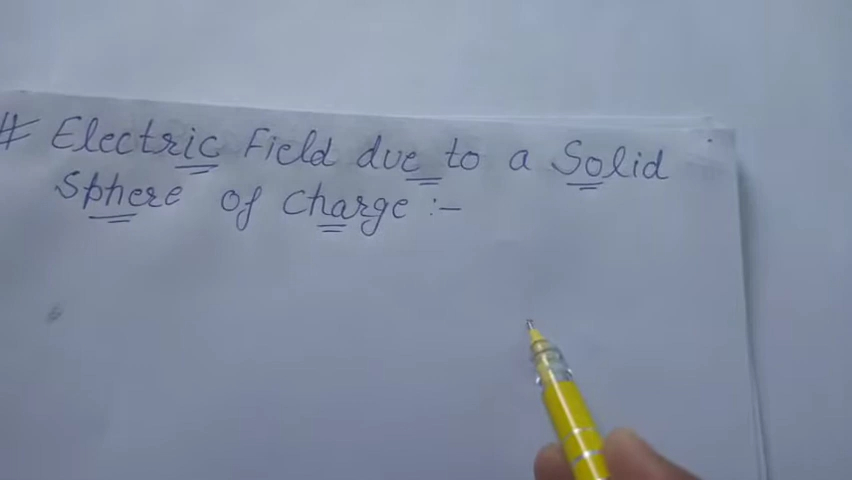 # Electric Field due to a Solid
Sphere of Charge :-